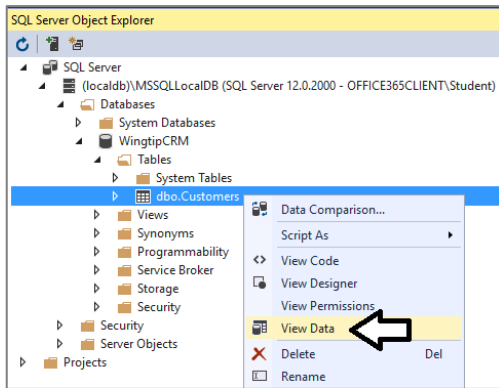 SQL Server Object Explorer
SQL Server
(localdb)\MSSQLLocalDB (SQL Server 12.0.2000 - OFFICE365CLIENT\Student)
Databases
System Databases
WingtipCRM
Tables
System Tables
dbo.Customers
Views
Synonyms
Programmability
Service Broker
Storage
Security
Security
Server Objects
Projects
Data Comparison...
Script As
View Code
View Designer
View Permissions
View Data
Delete Del
Rename